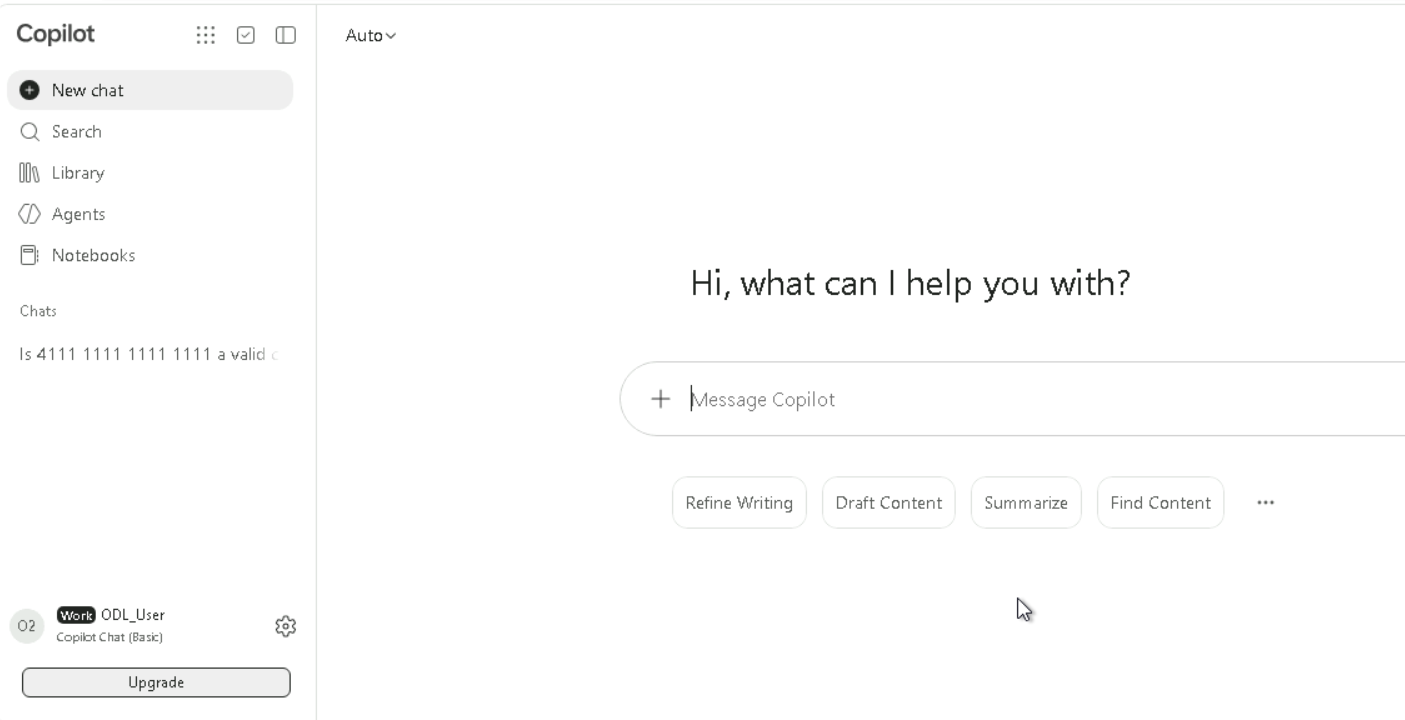 Copilot
Auto
New chat
Search
Library
Agents
Notebooks
Chats
Is 4111 1111 1111 1111 a valid
Hi, what can I help you with?
Message Copilot
Refine Writing
Draft Content
Summarize
Find Content
O2
Work ODL_User
Copilot Chat (Basic)
Upgrade